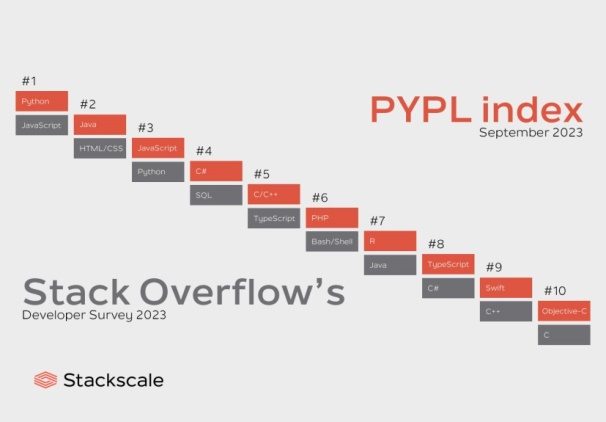 #1
Python
JavaScript
#2
Java
HTML/CSS
#3
JavaScript
Python
#4
C#
SQL
#5
C/C++
TypeScript
#6
PHP
Bash/Shell
#7
R
Java
#8
TypeScript
C#
#9
Swift
C++
#10
Objective-C
C
PYPL index
September 2023
Stack Overflow's
Developer Survey 2023
Stackscale